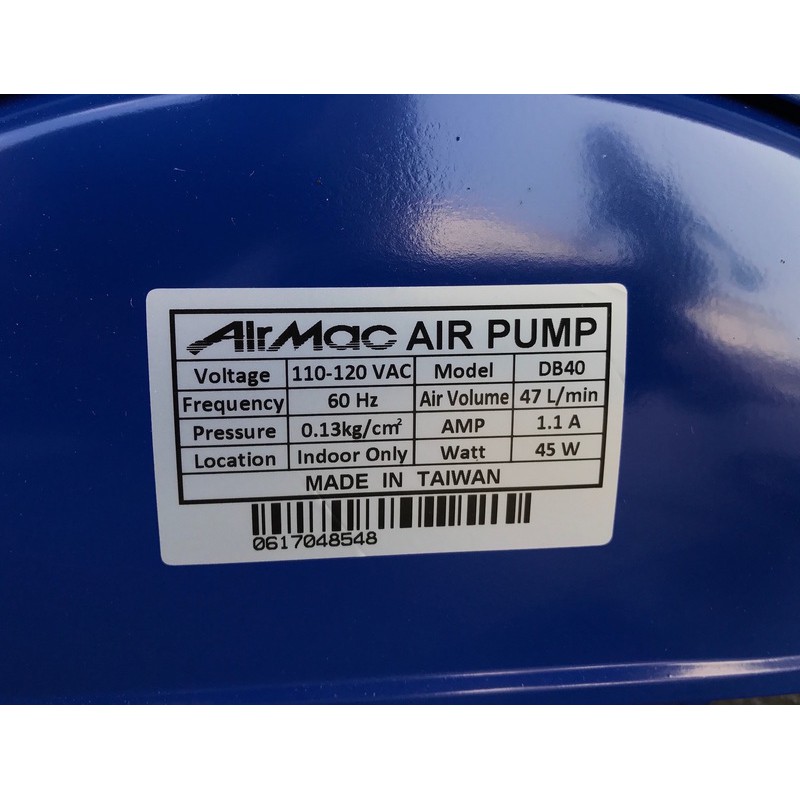 AirMac AIR PUMP
Voltage 110-120 VAC Model DB40
Frequency 60 Hz Air Volume 47 L/min
Pressure 0.13kg/cm² AMP 1.1 A
Location Indoor Only Watt 45 W
MADE IN TAIWAN
0617048548